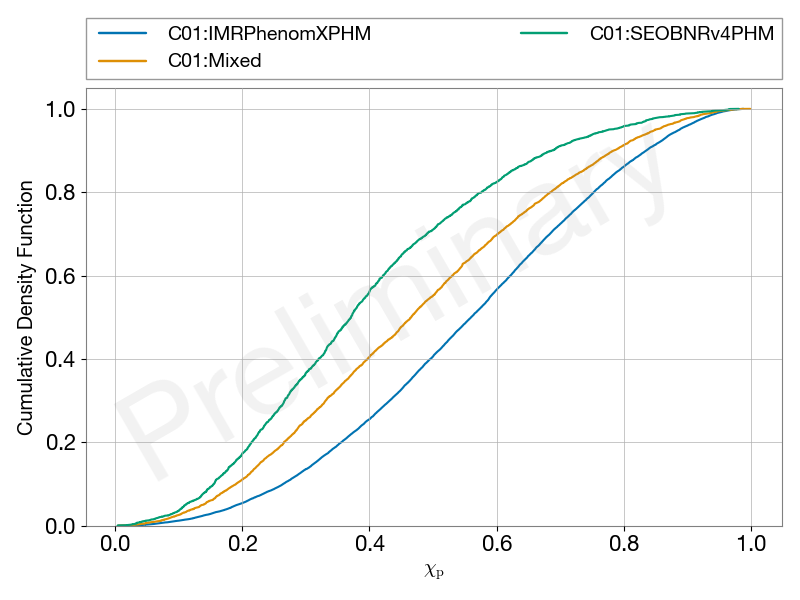 C01:IMRPhenomXPHM
C01:Mixed
C01:SEOBNRv4PHM
Cumulative Density Function
1.0
0.8
0.6
0.4
0.2
0.0
Preliminary
0.0 0.2 0.4 0.6 0.8 1.0
χp